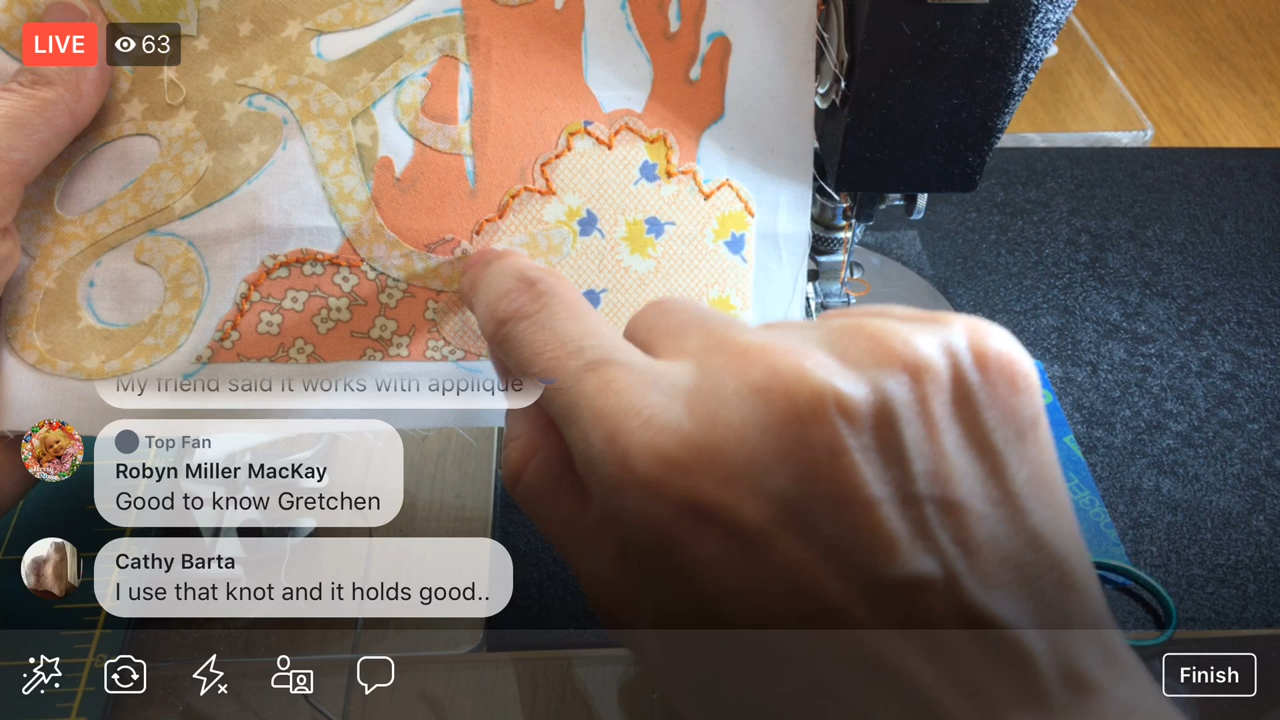 LIVE 63
My friend said it works with applique
Top Fan
Robyn Miller MacKay
Good to know Gretchen
Cathy Barta
I use that knot and it holds good..
Finish